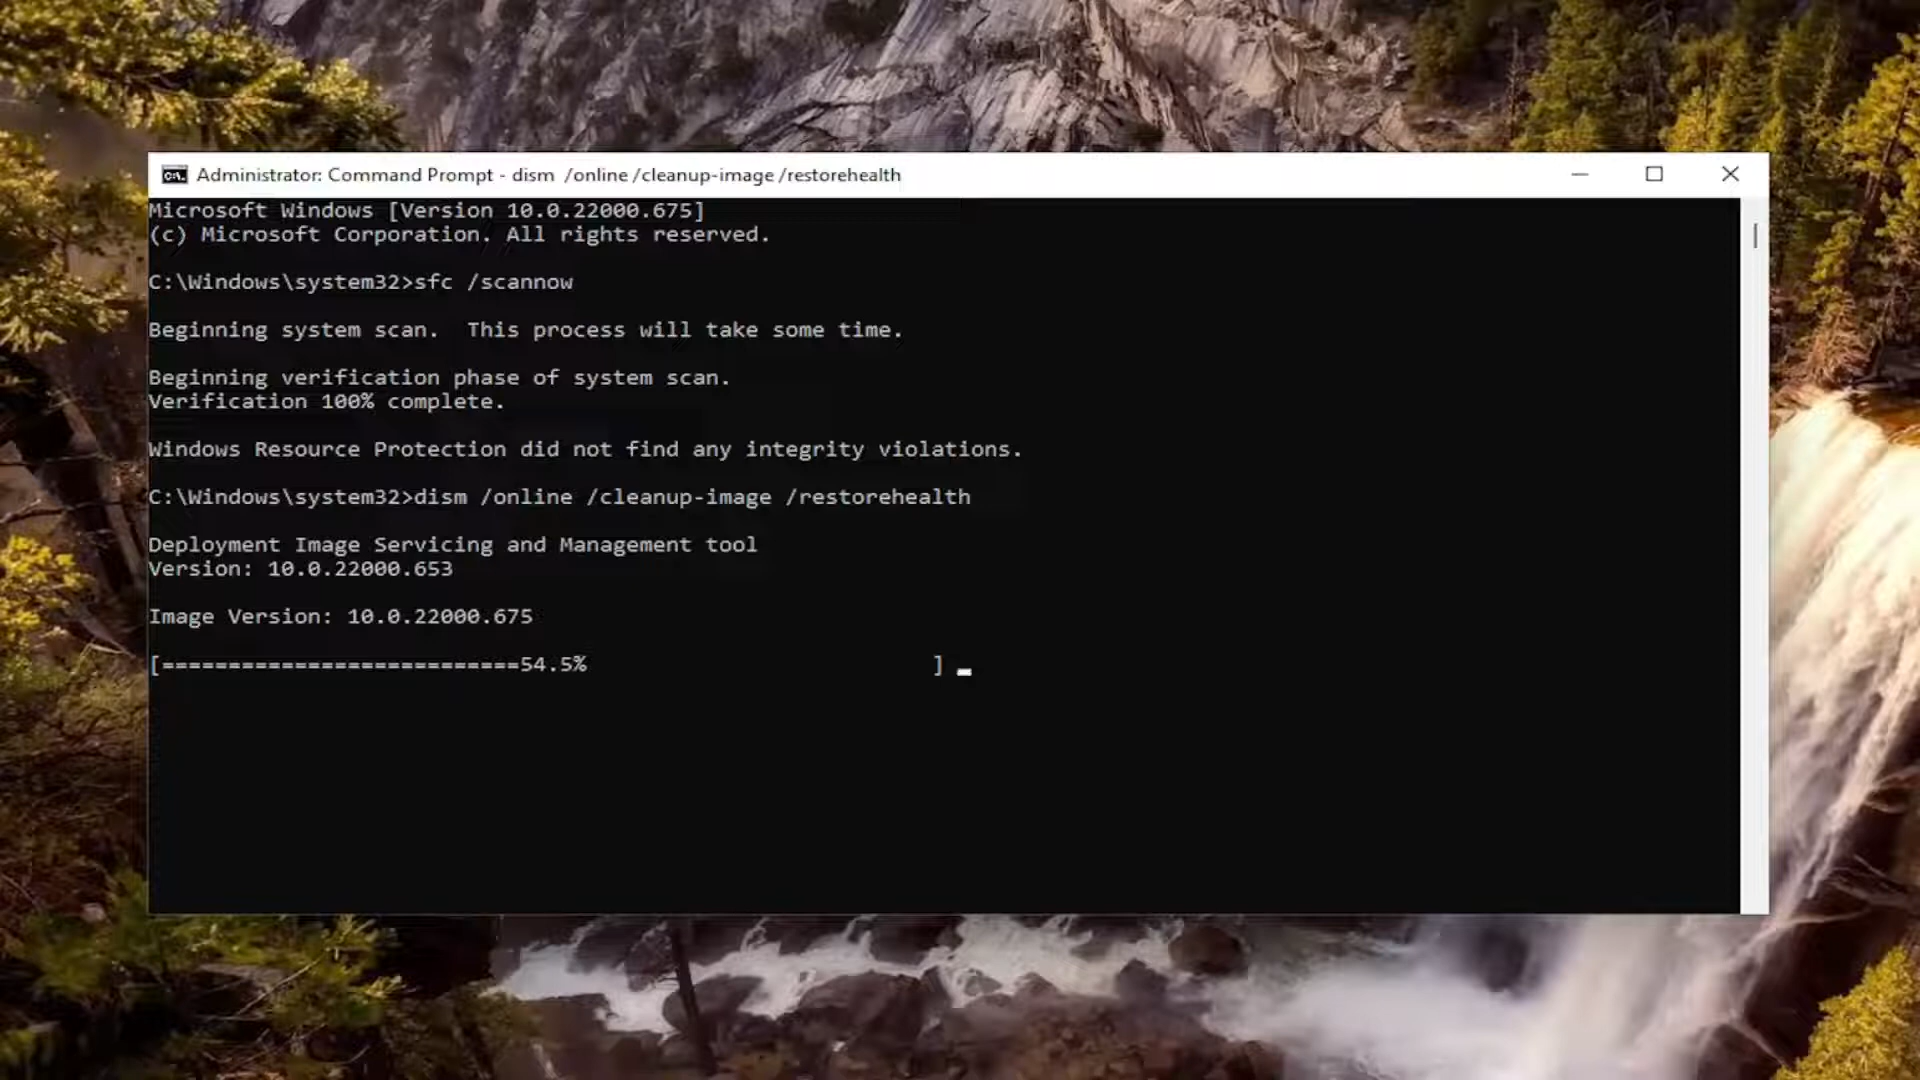 Administrator: Command Prompt - dism  /online /cleanup-image /restorehealth
Microsoft Windows [Version 10.0.22000.675]
(c) Microsoft Corporation. All rights reserved.
C:\Windows\system32>sfc /scannow
Beginning system scan.  This process will take some time.
Beginning verification phase of system scan.
Verification 100% complete.
Windows Resource Protection did not find any integrity violations.
C:\Windows\system32>dism /online /cleanup-image /restorehealth
Deployment Image Servicing and Management tool
Version: 10.0.22000.653
Image Version: 10.0.22000.675
[===========================54.5%                          ]